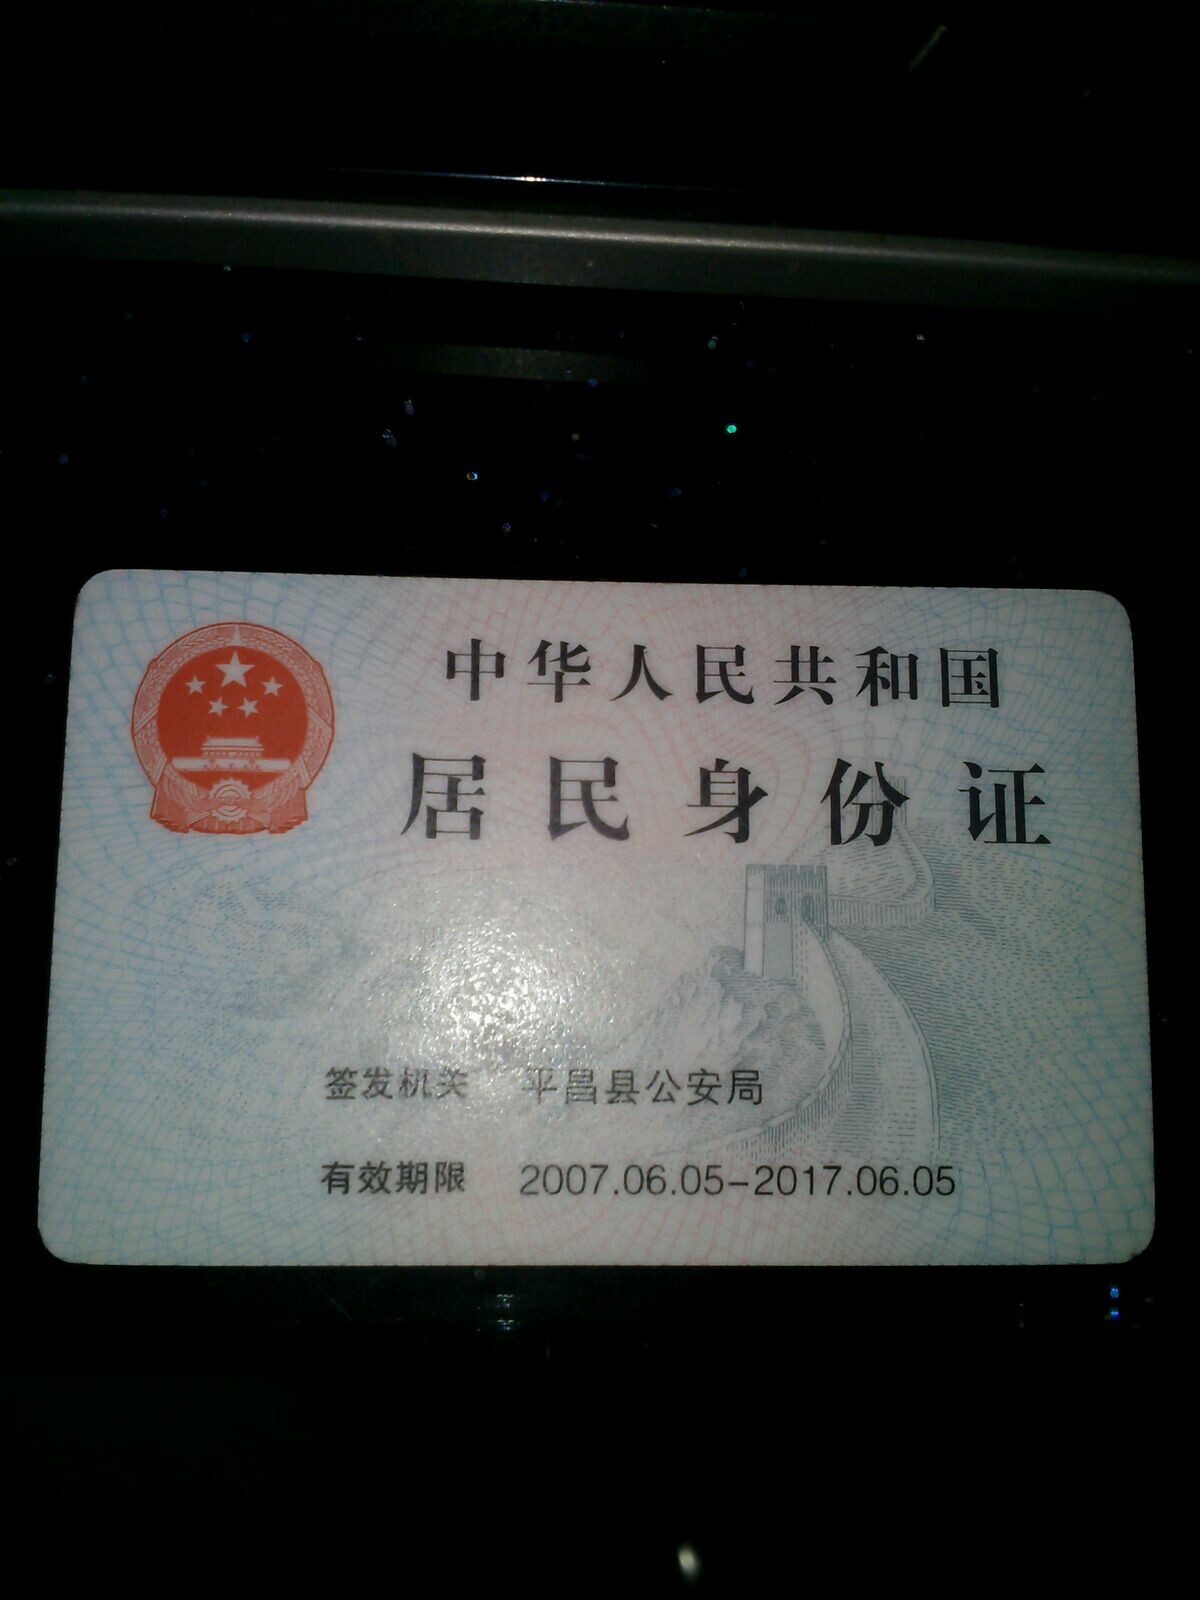 中华人民共和国
居民身份证
签发机关 平昌县公安局
有效期限 2007.06.05-2017.06.05